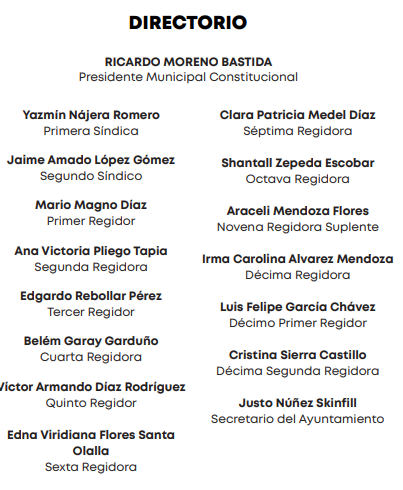 DIRECTORIO
RICARDO MORENO BASTIDA
Presidente Municipal Constitucional
Yazmín Nájera Romero
Primera Síndica
Jaime Amado López Gómez
Segundo Síndico
Mario Magno Díaz
Primer Regidor
Ana Victoria Pliego Tapia
Segunda Regidora
Edgardo Rebollar Pérez
Tercer Regidor
Belém Garay Garduño
Cuarta Regidora
Víctor Armando Díaz Rodríguez
Quinto Regidor
Edna Viridiana Flores Santa
Olalla
Sexta Regidora
Clara Patricia Medel Díaz
Séptima Regidora
Shantall Zepeda Escobar
Octava Regidora
Araceli Mendoza Flores
Novena Regidora Suplente
Irma Carolina Alvarez Mendoza
Décima Regidora
Luis Felipe García Chávez
Décimo Primer Regidor
Cristina Sierra Castillo
Décima Segunda Regidora
Justo Núñez Skinfill
Secretario del Ayuntamiento